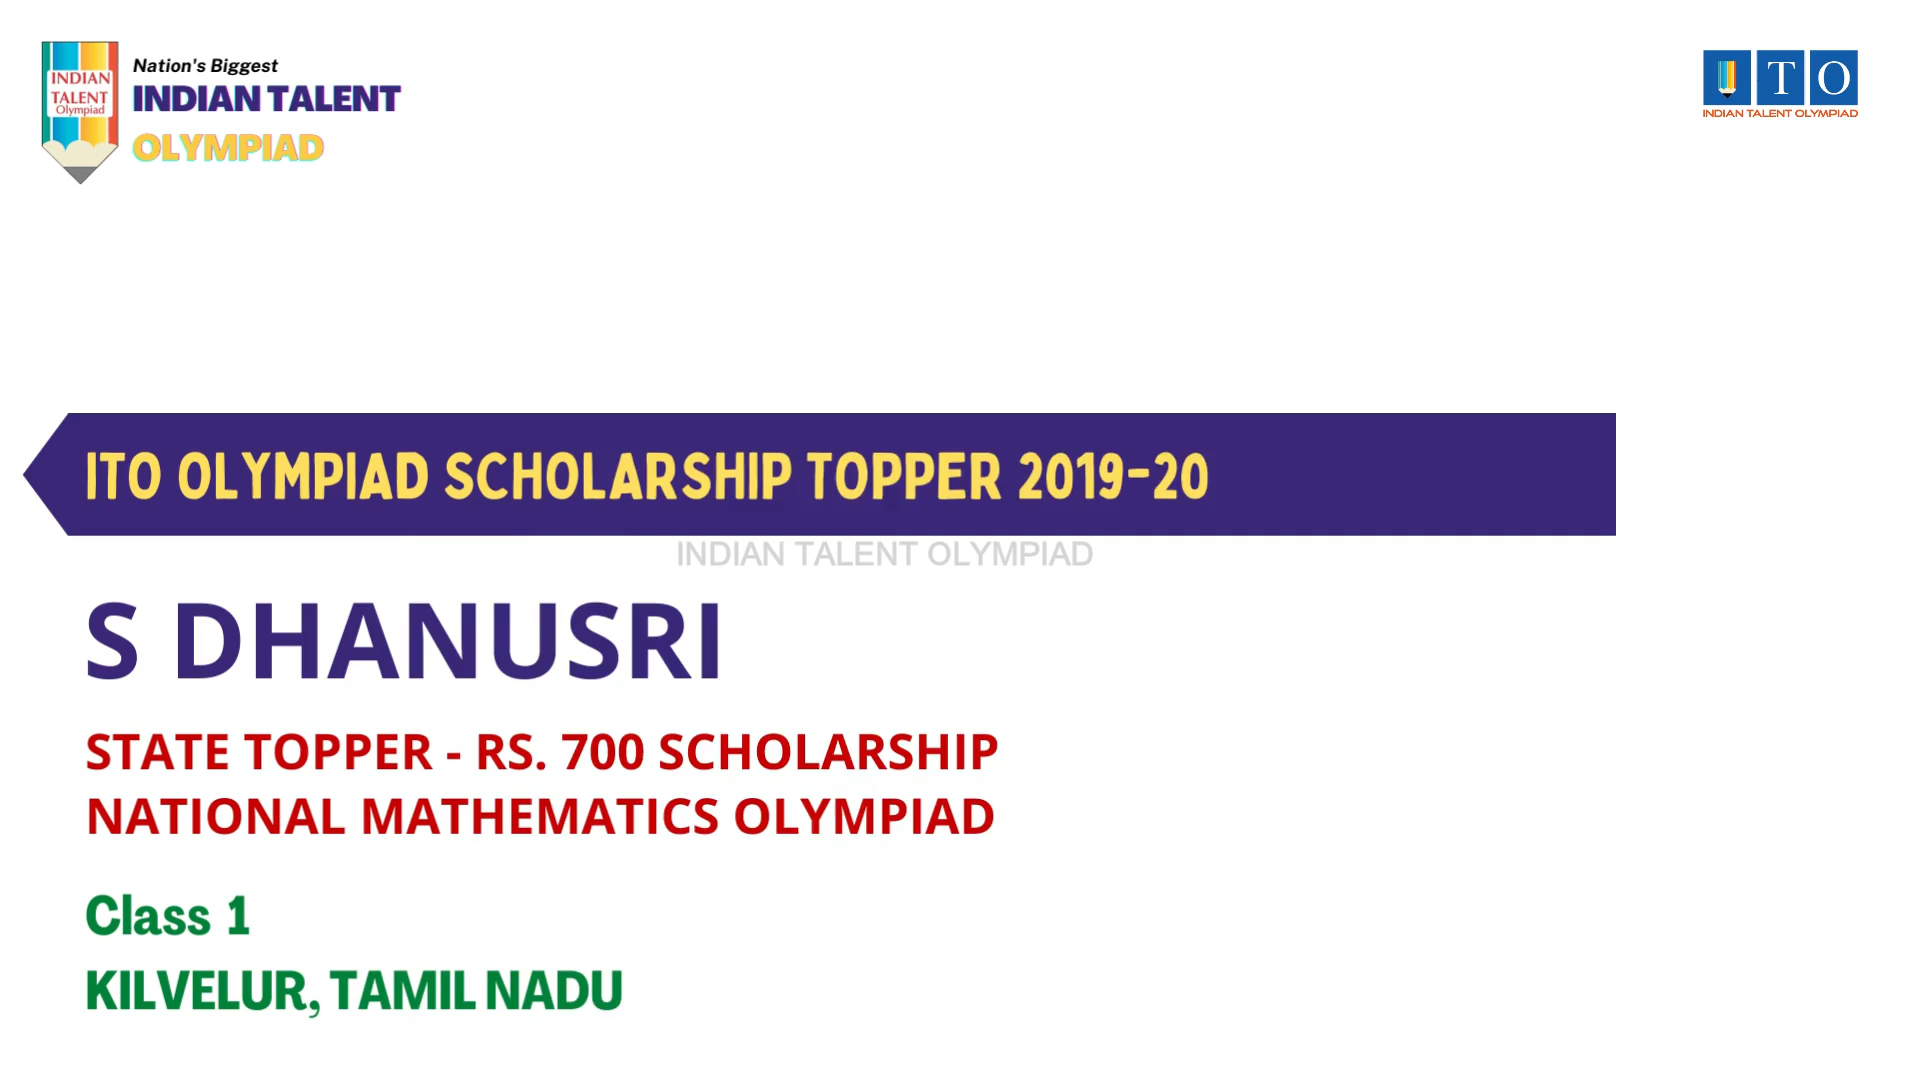 INDIAN
TALENT
Olympiad
Nation's Biggest
INDIAN TALENT
OLYMPIAD
TO
INDIAN TALENT OLYMPIAD
ITO OLYMPIAD SCHOLARSHIP TOPPER 2019-20
INDIAN TALENT OLYMPIAD
S DHANUSRI
STATE TOPPER - RS. 700 SCHOLARSHIP
NATIONAL MATHEMATICS OLYMPIAD
Class 1
KILVELUR, TAMIL NADU